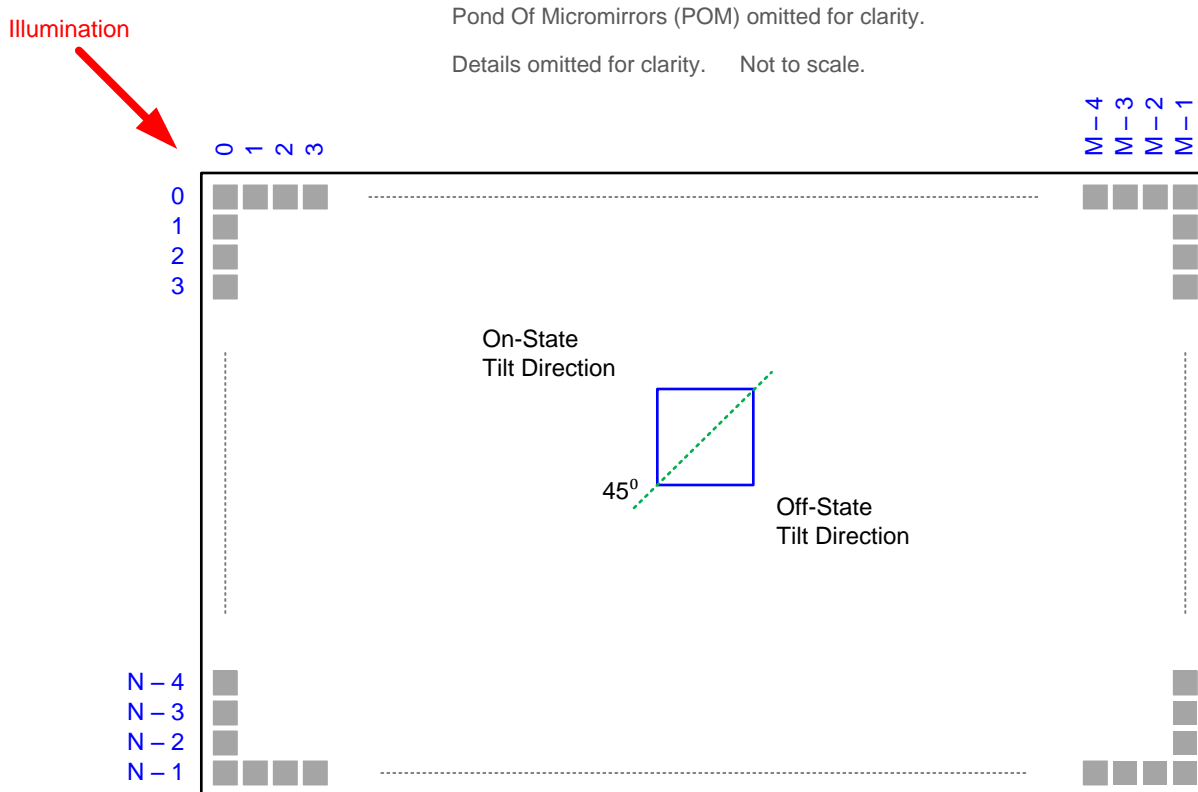 Pond Of Micromirrors (POM) omitted for clarity.
Illumination
Details omitted for clarity. Not to scale.
0 1 2 3
M – 4 M – 3 M – 2 M – 1
0
1
2
3
On-State
Tilt Direction
45⁰
Off-State
Tilt Direction
N – 4
N – 3
N – 2
N – 1